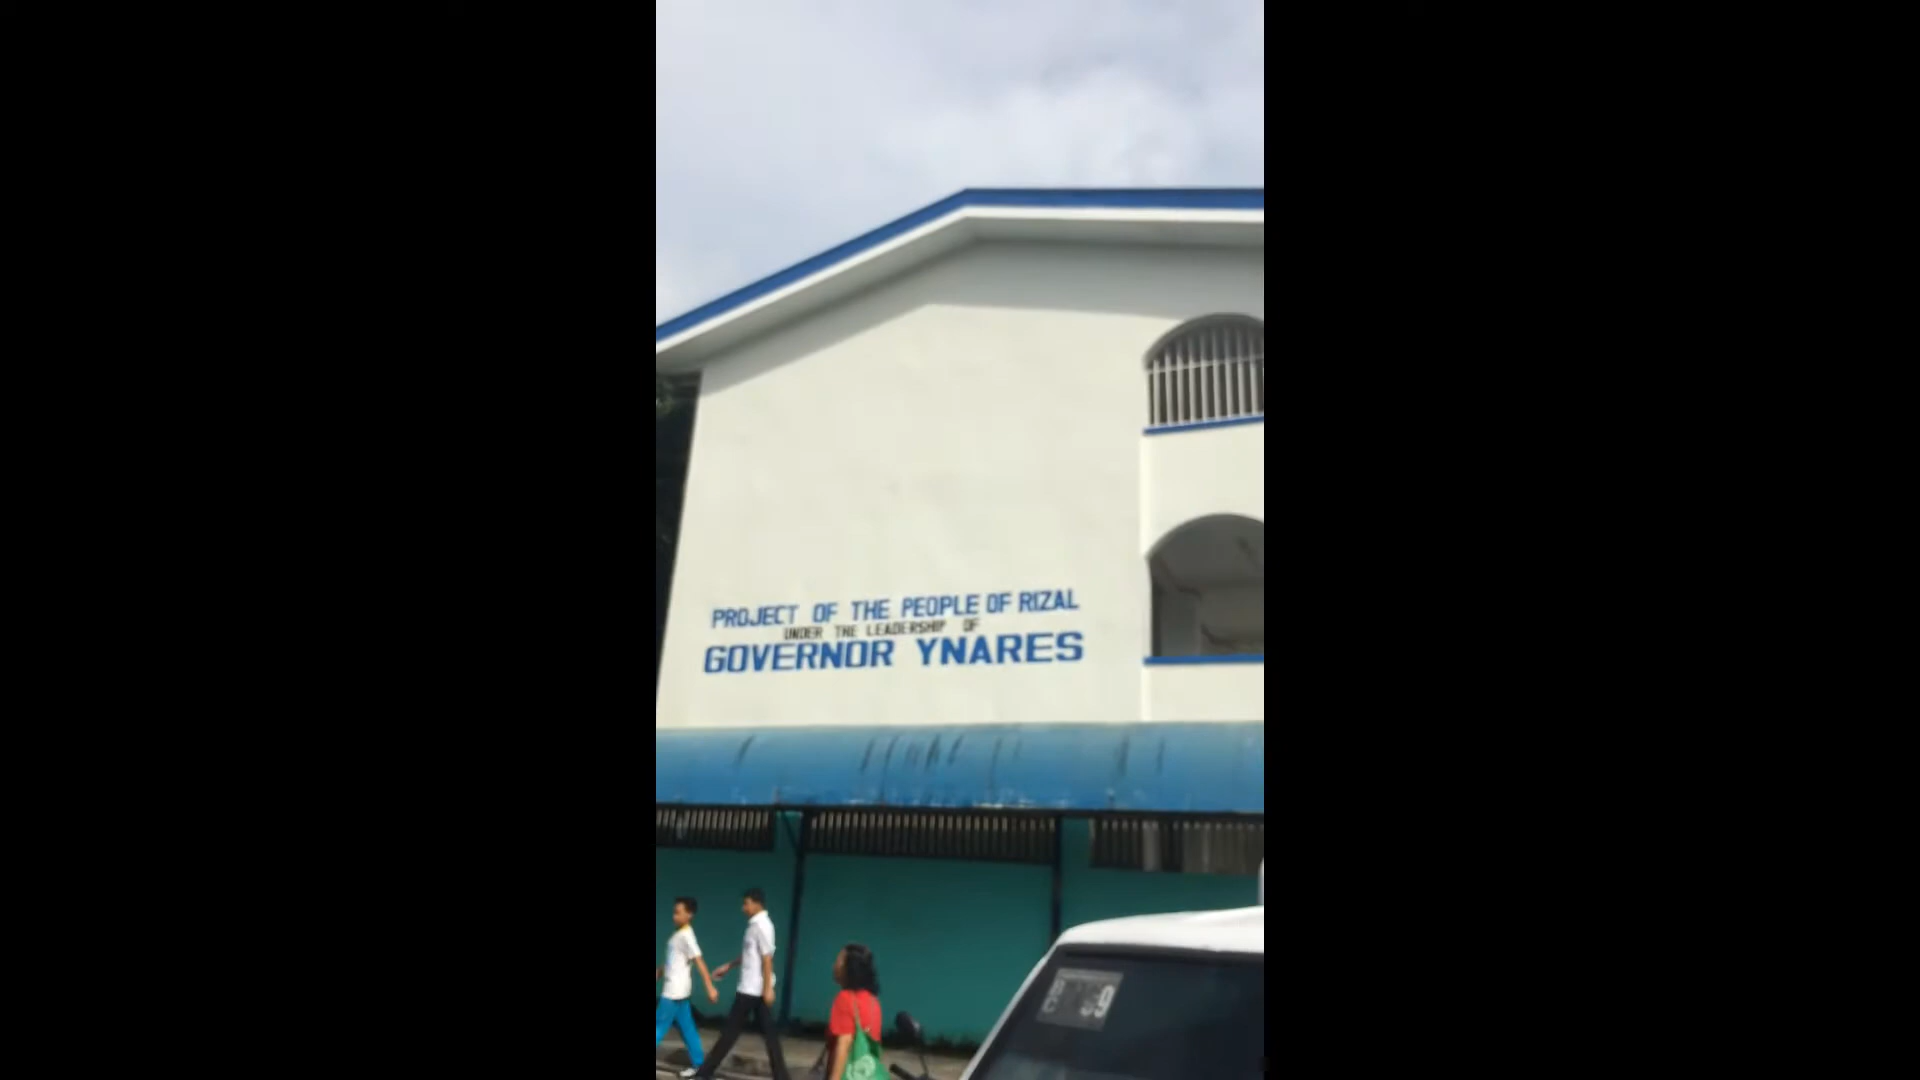 PROJECT OF THE PEOPLE OF RIZAL
UNDER THE LEADERSHIP OF
GOVERNOR YNARES